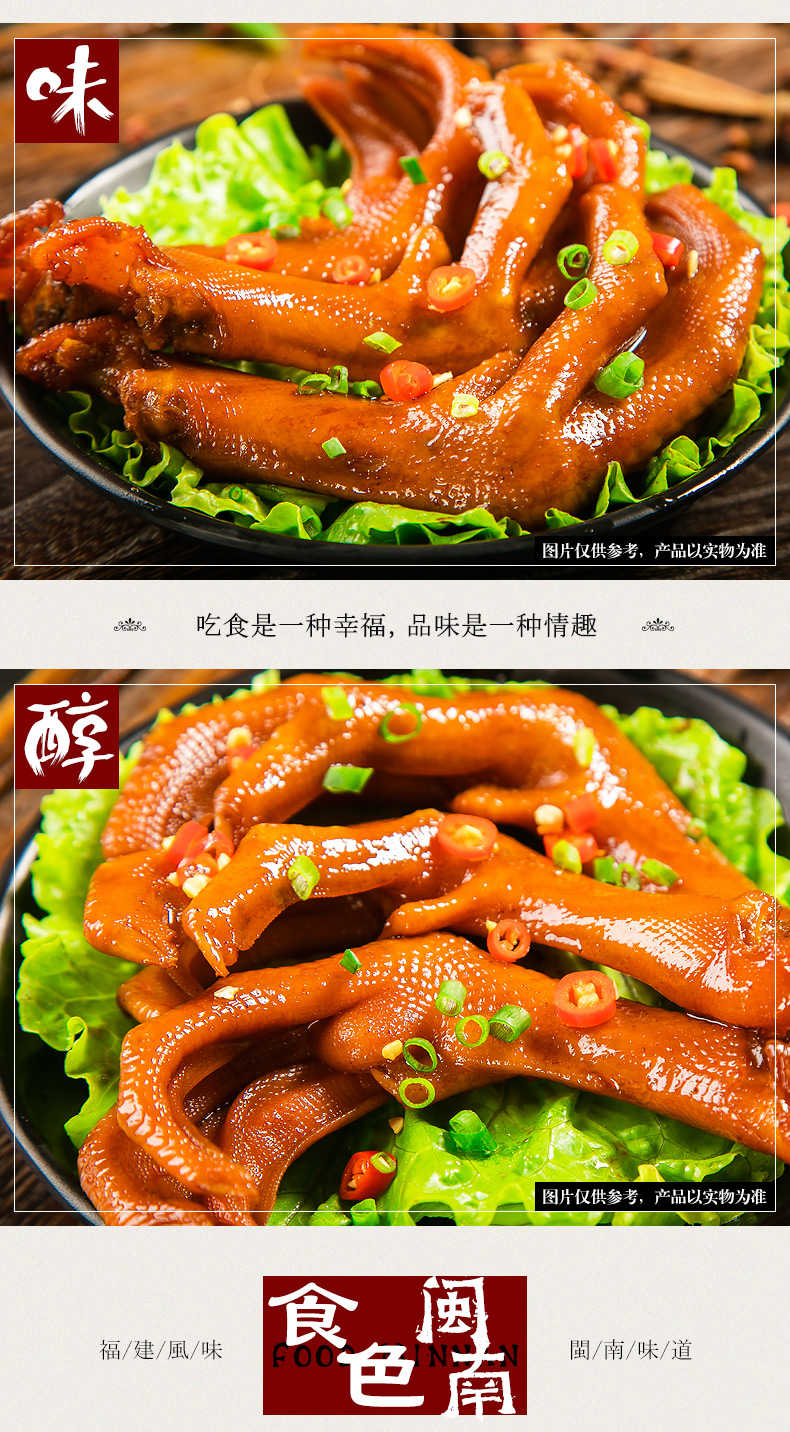 味
图片仅供参考，产品以实物为准
吃食是一种幸福，品味是一种情趣
醇
图片仅供参考，产品以实物为准
福/建/風/味
食色闽南
閩/南/味/道